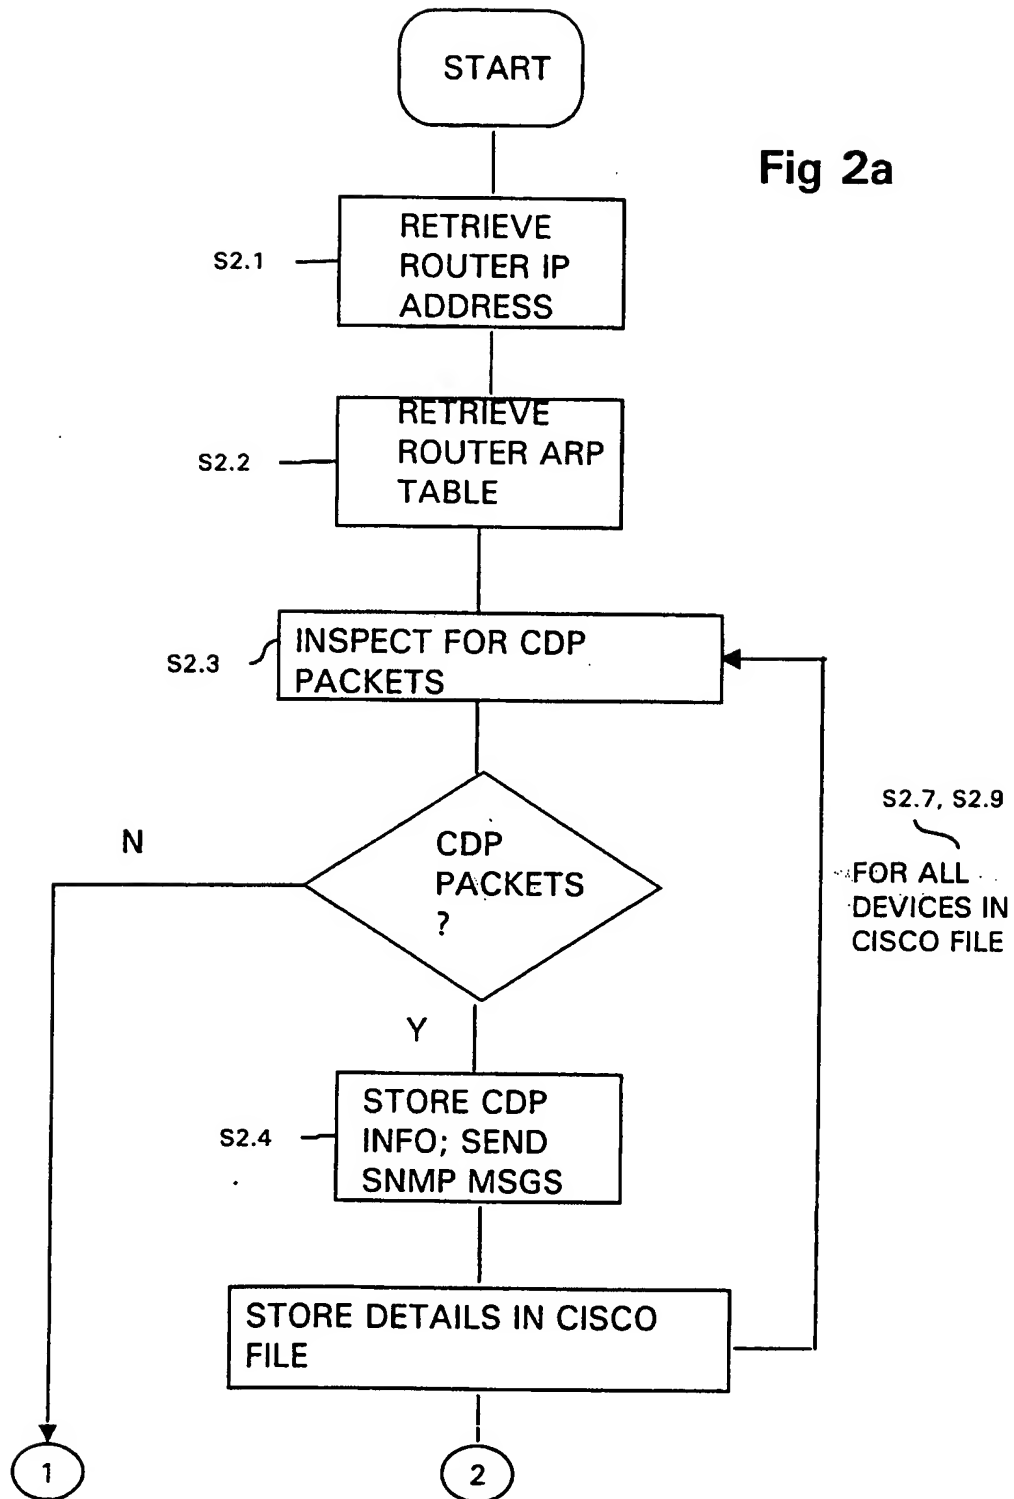 START
Fig 2a
RETRIEVE
ROUTER IP
ADDRESS
S2.1
RETRIEVE
ROUTER ARP
TABLE
S2.2
INSPECT FOR CDP
PACKETS
S2.3
S2.7, S2.9
FOR ALL
DEVICES IN
CISCO FILE
N
CDP
PACKETS
?
Y
STORE CDP
INFO; SEND
SNMP MSGS
S2.4
STORE DETAILS IN CISCO
FILE
1
2